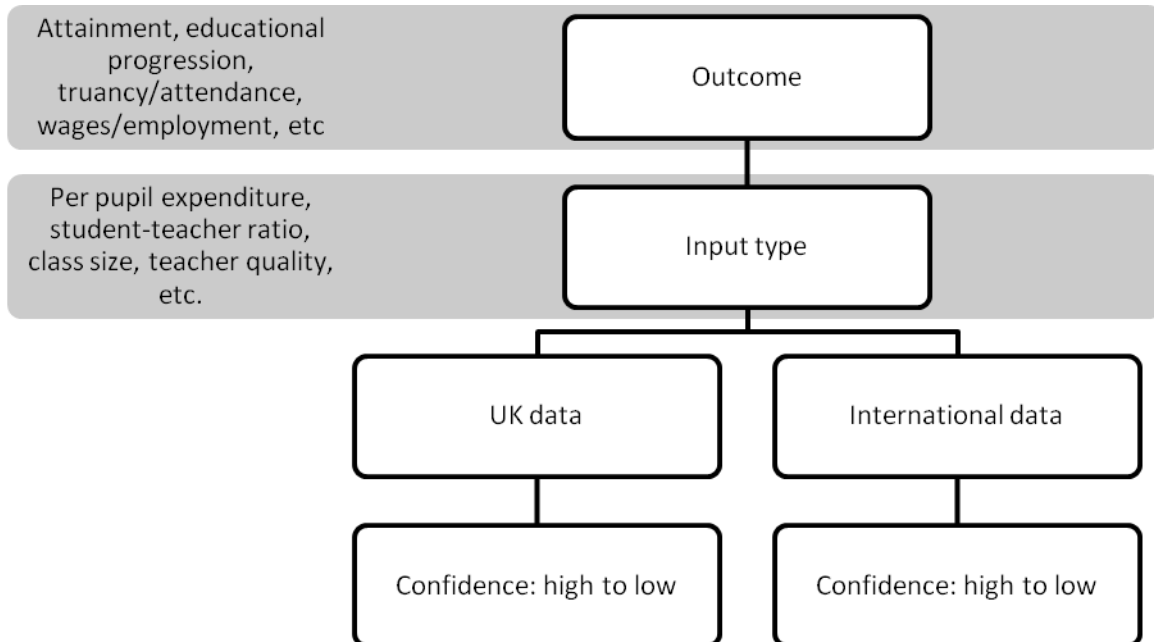 Attainment, educational
progression,
truancy/attendance,
wages/employment, etc
Outcome
Per pupil expenditure,
student-teacher ratio,
class size, teacher quality,
etc.
Input type
UK data
International data
Confidence: high to low
Confidence: high to low